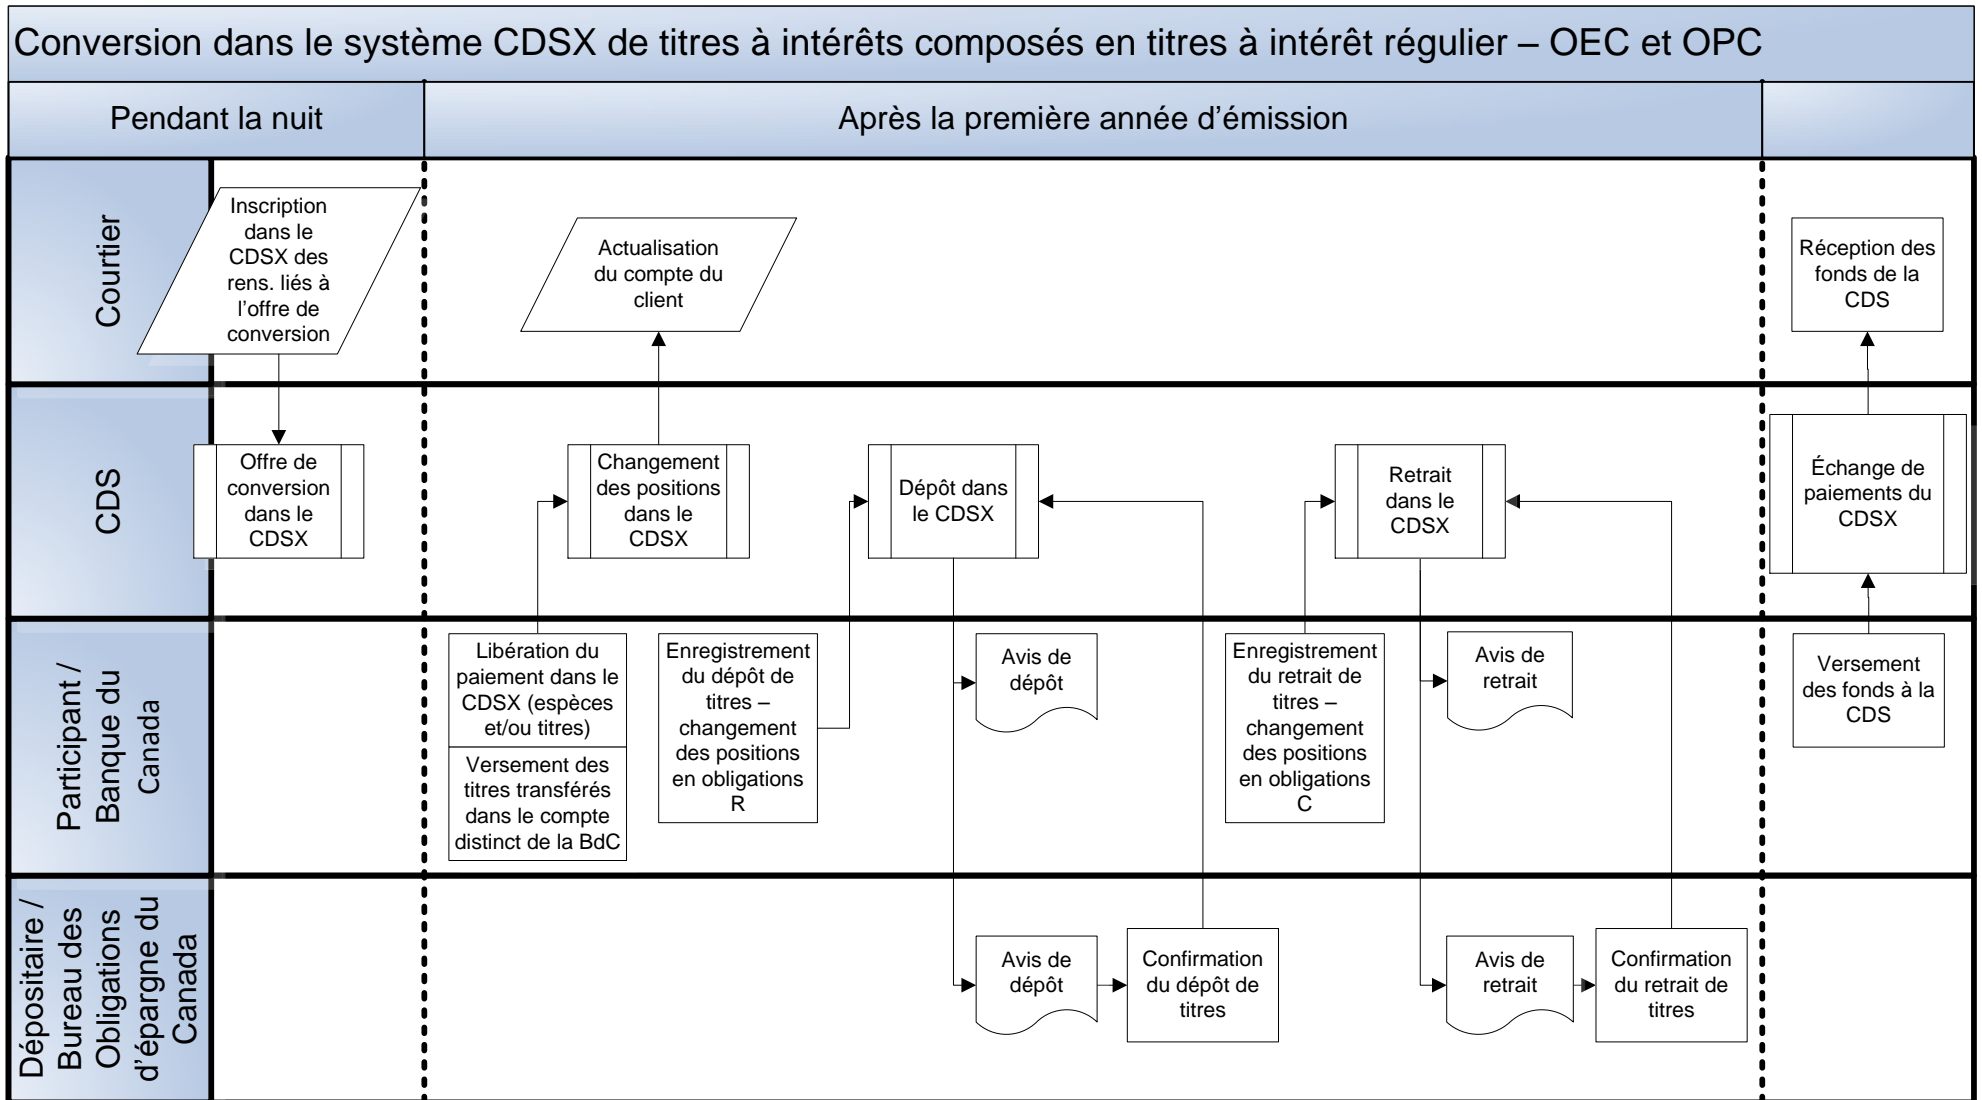 Conversion dans le système CDSX de titres à intérêts composés en titres à intérêt régulier – OEC et OPC
Pendant la nuit
Après la première année d'émission
Courtier
Inscription
dans le
CDSX des
rens. liés à
l'offre de
conversion
Actualisation
du compte du
client
Réception des
fonds de la
CDS
CDS
Offre de
conversion
dans le
CDSX
Changement
des positions
dans le
CDSX
Dépôt dans
le CDSX
Retrait
dans le
CDSX
Échange de
paiements du
CDSX
Participant /
Banque du
Canada
Libération du
paiement dans le
CDSX (espèces
et/ou titres)
Versement des
titres transférés
dans le compte
distinct de la BdC
Enregistrement
du dépôt de
titres –
changement
des positions
en obligations
R
Avis de
dépôt
Enregistrement
du retrait de
titres –
changement
des positions
en obligations
C
Avis de
retrait
Versement
des fonds à la
CDS
Dépositaire /
Bureau des
Obligations
d'épargne du
Canada
Avis de
dépôt
Confirmation
du dépôt de
titres
Avis de
retrait
Confirmation
du retrait de
titres